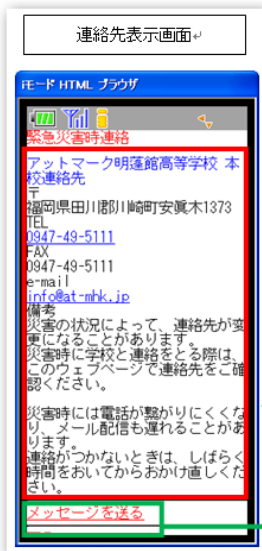 連絡先表示画面↵
iモード HTML ブラウザ
緊急災害時連絡
アットマーク明蓬館高等学校 本
校連絡先
〒
福岡県田川郡川崎町安眞木1373
TEL
0947-49-5111
FAX
0947-49-5111
e-mail
info@at-mhk.jp
備考
災害の状況によって、連絡先が変
更になることがあります。
災害時に学校と連絡をとる際は、
このウェブページで連絡先をご確
認ください。
災害時には電話が繋がりにくくな
り、メール配信も遅れることがあ
ります。
連絡がつかないときは、しばらく
時間をおいてからおかけ直しくだ
さい。
メッセージを送る